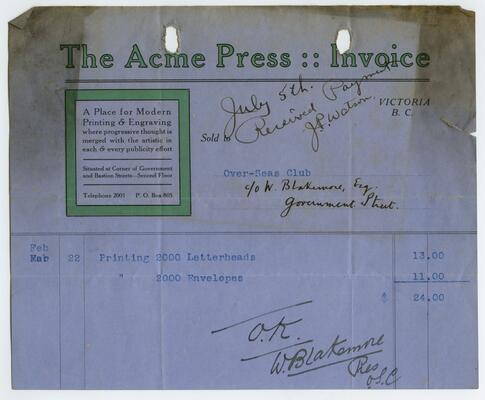 The Acme Press :: Invoice
A Place for Modern
Printing & Engraving
where progressive thought is
merged with the artistic in
each & every publicity effort
Situated at Corner of Government
and Bastion Streets—Second Floor
Telephone 2001 P. O. Box 805
VICTORIA
B. C.
July 5th.
Received Payment
J.P. Watson.
Sold to
Over-Seas Club
c/o W. Blakemore, Esq.
Government Street.
Feb
Mar 22 Printing 2000 Letterheads 13.00
" 2000 Envelopes 11.00
$ 24.00
O.K.
W. Blakemore
Pres
O.S.C